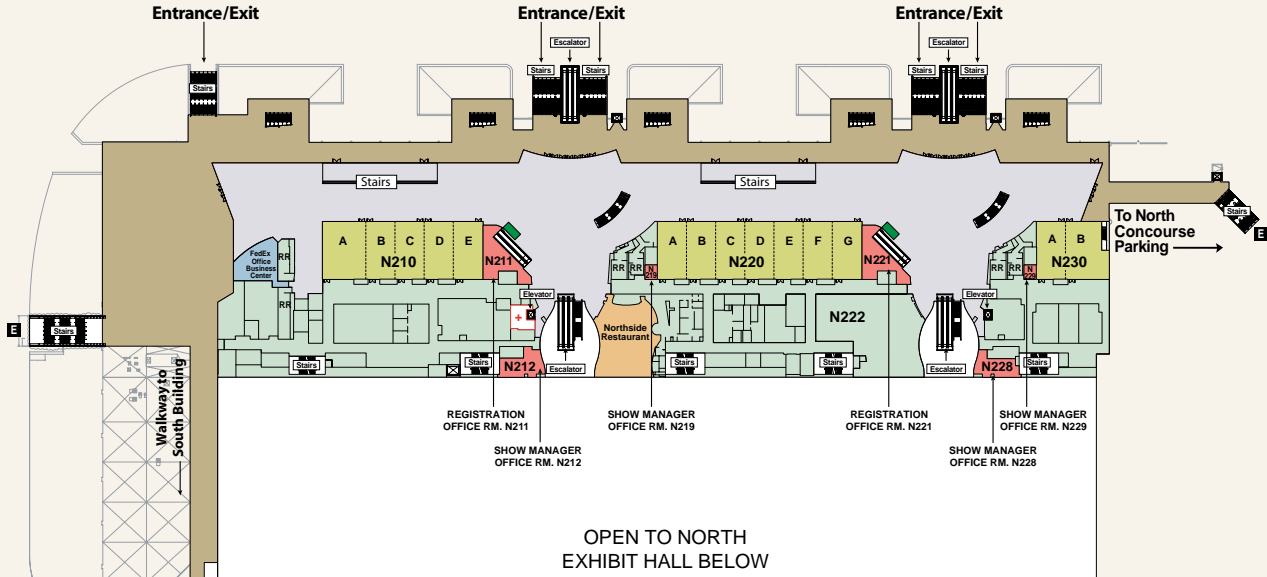 Entrance/Exit
Entrance/Exit
Entrance/Exit
Escalator
Escalator
Stairs
Stairs
Stairs
Stairs
Stairs
Stairs
Stairs
Stairs
Stairs
To North
Concourse
Parking
E
A
B
C
D
E
N210
N211
FedEx
Office
Business
Center
RR
RR
RR
RR
N
219
A
B
C
D
E
F
G
N220
N221
RR
RR
N
229
A
B
N230
Elevator
Elevator
E
Stairs
+
Northside
Restaurant
N222
Stairs
Stairs
N212
Escalator
Stairs
Stairs
Escalator
N228
Stairs
Walkway to
South Building
REGISTRATION
OFFICE RM. N211
SHOW MANAGER
OFFICE RM. N212
SHOW MANAGER
OFFICE RM. N219
REGISTRATION
OFFICE RM. N221
SHOW MANAGER
OFFICE RM. N228
SHOW MANAGER
OFFICE RM. N229
OPEN TO NORTH
EXHIBIT HALL BELOW